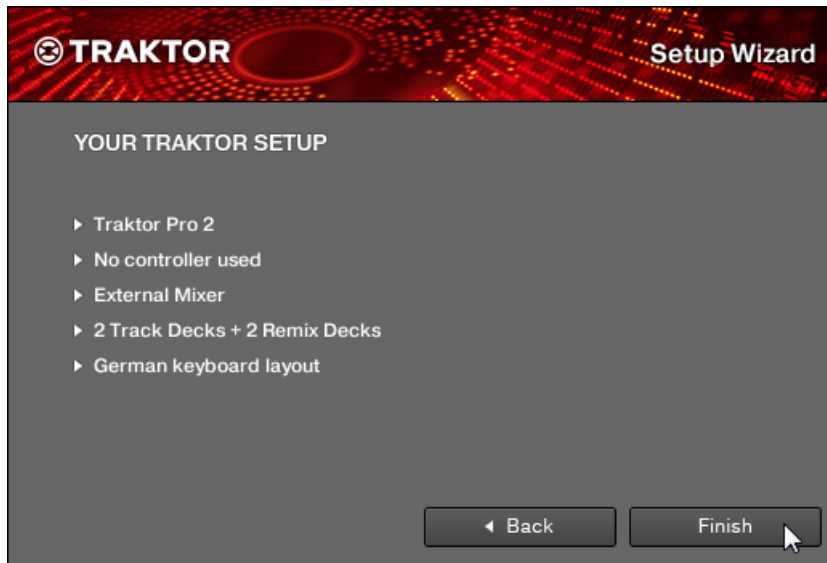 TRAKTOR
Setup Wizard
YOUR TRAKTOR SETUP
Traktor Pro 2
No controller used
External Mixer
2 Track Decks + 2 Remix Decks
German keyboard layout
Back
Finish